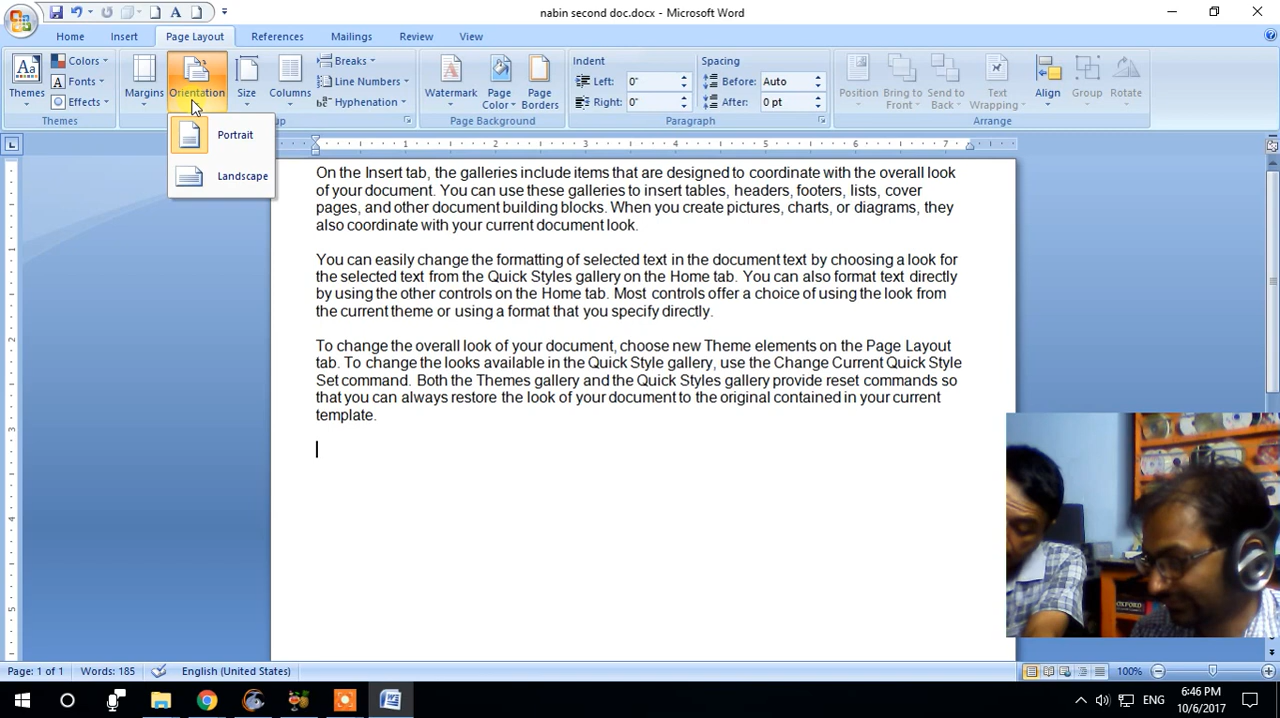 nabin second doc.docx - Microsoft Word
Home Insert Page Layout References Mailings Review View
Themes
Colors
Fonts
Effects
Themes
Margins
Orientation
Size
Columns
Breaks
Line Numbers
Hyphenation
Watermark
Page Color
Page Borders
Page Background
Indent
Left: 0"
Right: 0"
Spacing
Before: Auto
After: 0 pt
Paragraph
Position
Bring to Front
Send to Back
Text Wrapping
Align
Group
Rotate
Arrange
Portrait
Landscape
On the Insert tab, the galleries include items that are designed to coordinate with the overall look
of your document. You can use these galleries to insert tables, headers, footers, lists, cover
pages, and other document building blocks. When you create pictures, charts, or diagrams, they
also coordinate with your current document look.
You can easily change the formatting of selected text in the document text by choosing a look for
the selected text from the Quick Styles gallery on the Home tab. You can also format text directly
by using the other controls on the Home tab. Most controls offer a choice of using the look from
the current theme or using a format that you specify directly.
To change the overall look of your document, choose new Theme elements on the Page Layout
tab. To change the looks available in the Quick Style gallery, use the Change Current Quick Style
Set command. Both the Themes gallery and the Quick Styles gallery provide reset commands so
that you can always restore the look of your document to the original contained in your current
template.
OXFORD
Page: 1 of 1 Words: 185 English (United States) 100%
ENG
6:46 PM
10/6/2017